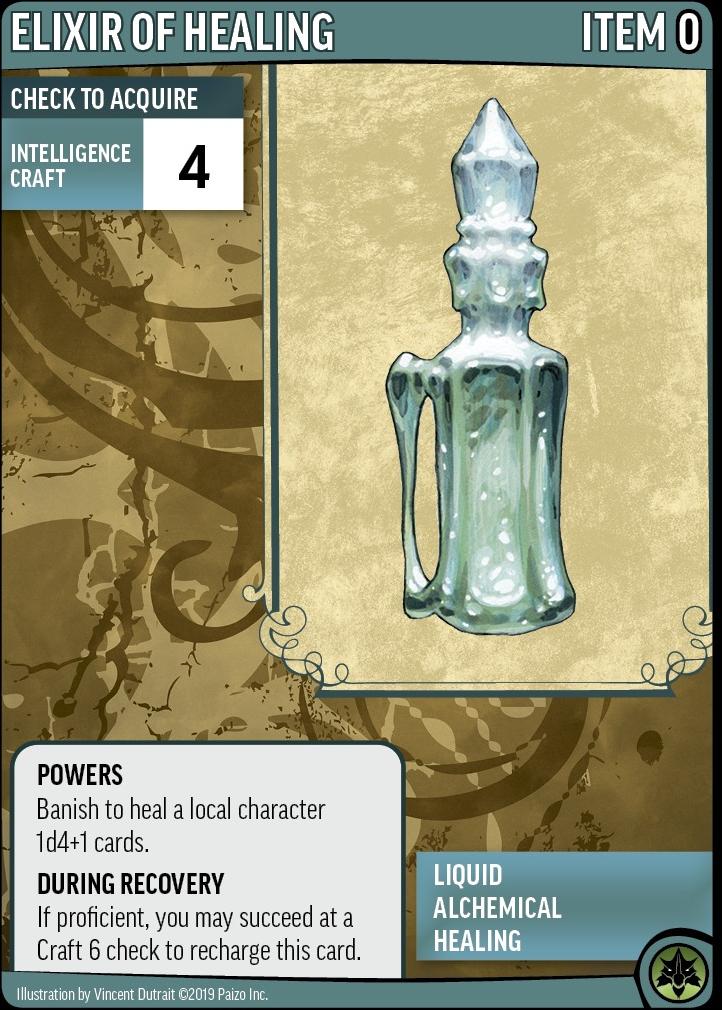 ELIXIR OF HEALING ITEM 0
CHECK TO ACQUIRE
INTELLIGENCE
CRAFT
4
POWERS
Banish to heal a local character
1d4+1 cards.
DURING RECOVERY
If proficient, you may succeed at a
Craft 6 check to recharge this card.
LIQUID
ALCHEMICAL
HEALING
Illustration by Vincent Dutrait ©2019 Paizo Inc.